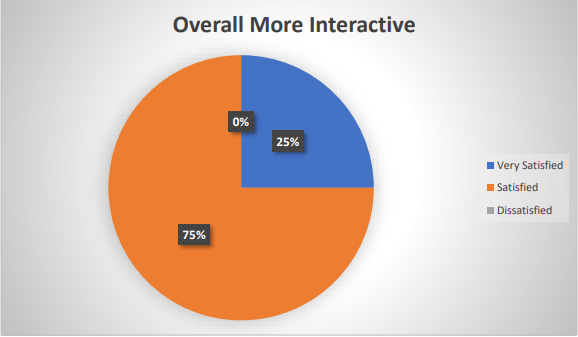 Overall More Interactive
0%
25%
75%
Very Satisfied
Satisfied
Dissatisfied